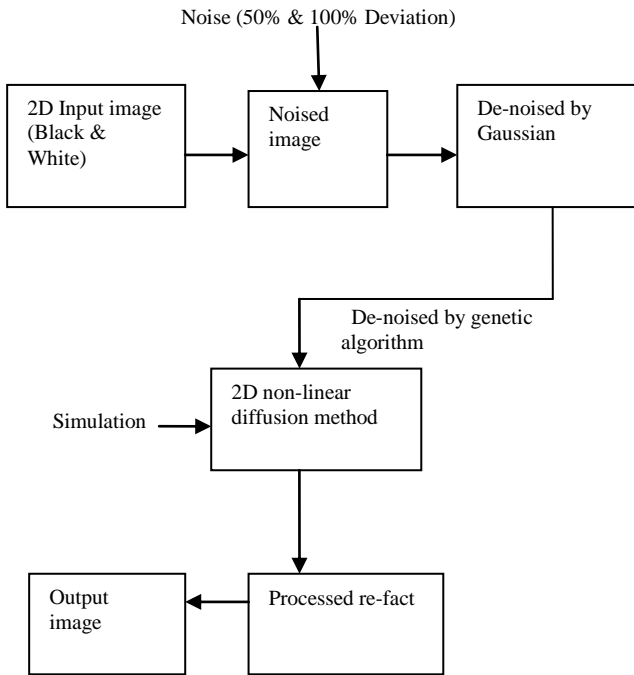 Noise (50% & 100% Deviation)
2D Input image
(Black &
White)
Noised
image
De-noised by
Gaussian
De-noised by genetic
algorithm
2D non-linear
diffusion method
Simulation
Output
image
Processed re-fact